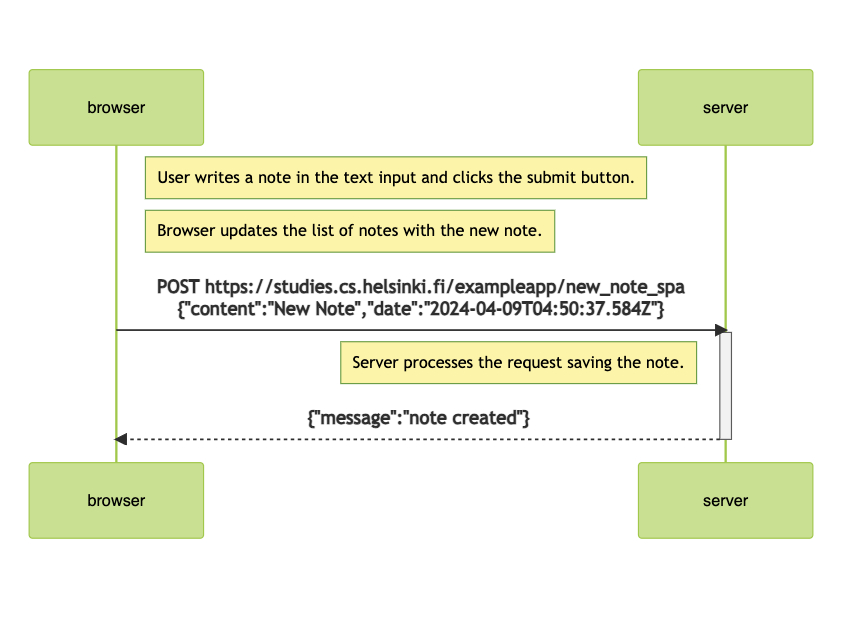 browser
server
User writes a note in the text input and clicks the submit button.
Browser updates the list of notes with the new note.
POST https://studies.cs.helsinki.fi/exampleapp/new_note_spa
{"content":"New Note","date":"2024-04-09T04:50:37.584Z"}
Server processes the request saving the note.
{"message":"note created"}
browser
server